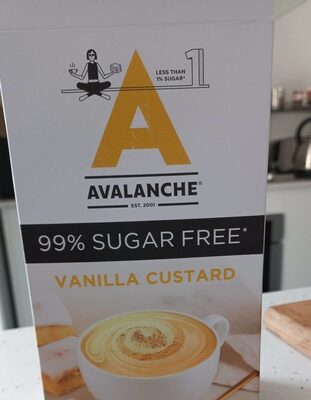 LESS THAN
1% SUGAR*
1
A
AVALANCHE®
EST. 2001
99% SUGAR FREE*
VANILLA CUSTARD